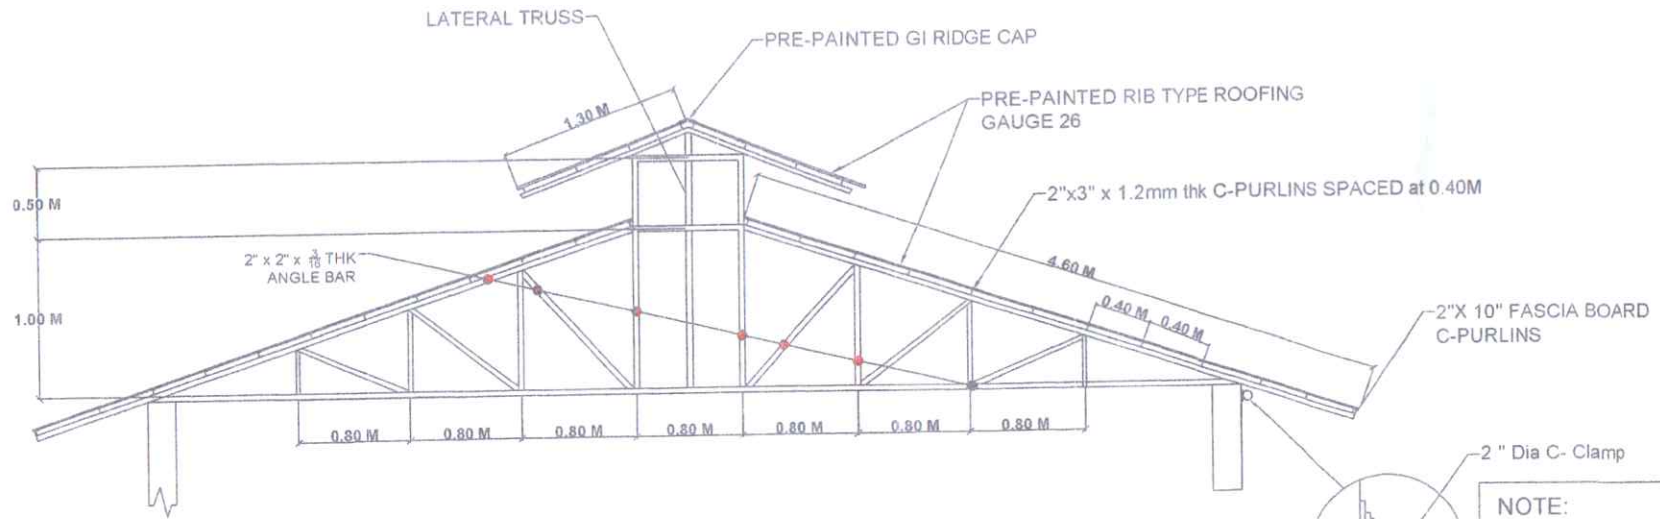 LATERAL TRUSS
PRE-PAINTED GI RIDGE CAP
1.30 M
PRE-PAINTED RIB TYPE ROOFING
GAUGE 26
2"x3" x 1.2mm thk C-PURLINS SPACED at 0.40M
0.50 M
2" x 2" x 3/16 THK
ANGLE BAR
4.60 M
1.00 M
0.40 M
0.40 M
2"X 10" FASCIA BOARD
C-PURLINS
0.80 M
0.80 M
0.80 M
0.80 M
0.80 M
0.80 M
0.80 M
2 " Dia C- Clamp
NOTE: